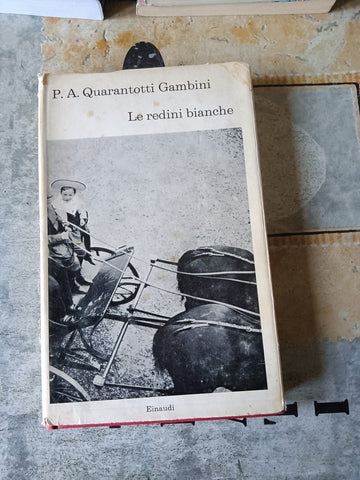 P. A. Quarantotti Gambini
Le redini bianche
Einaudi